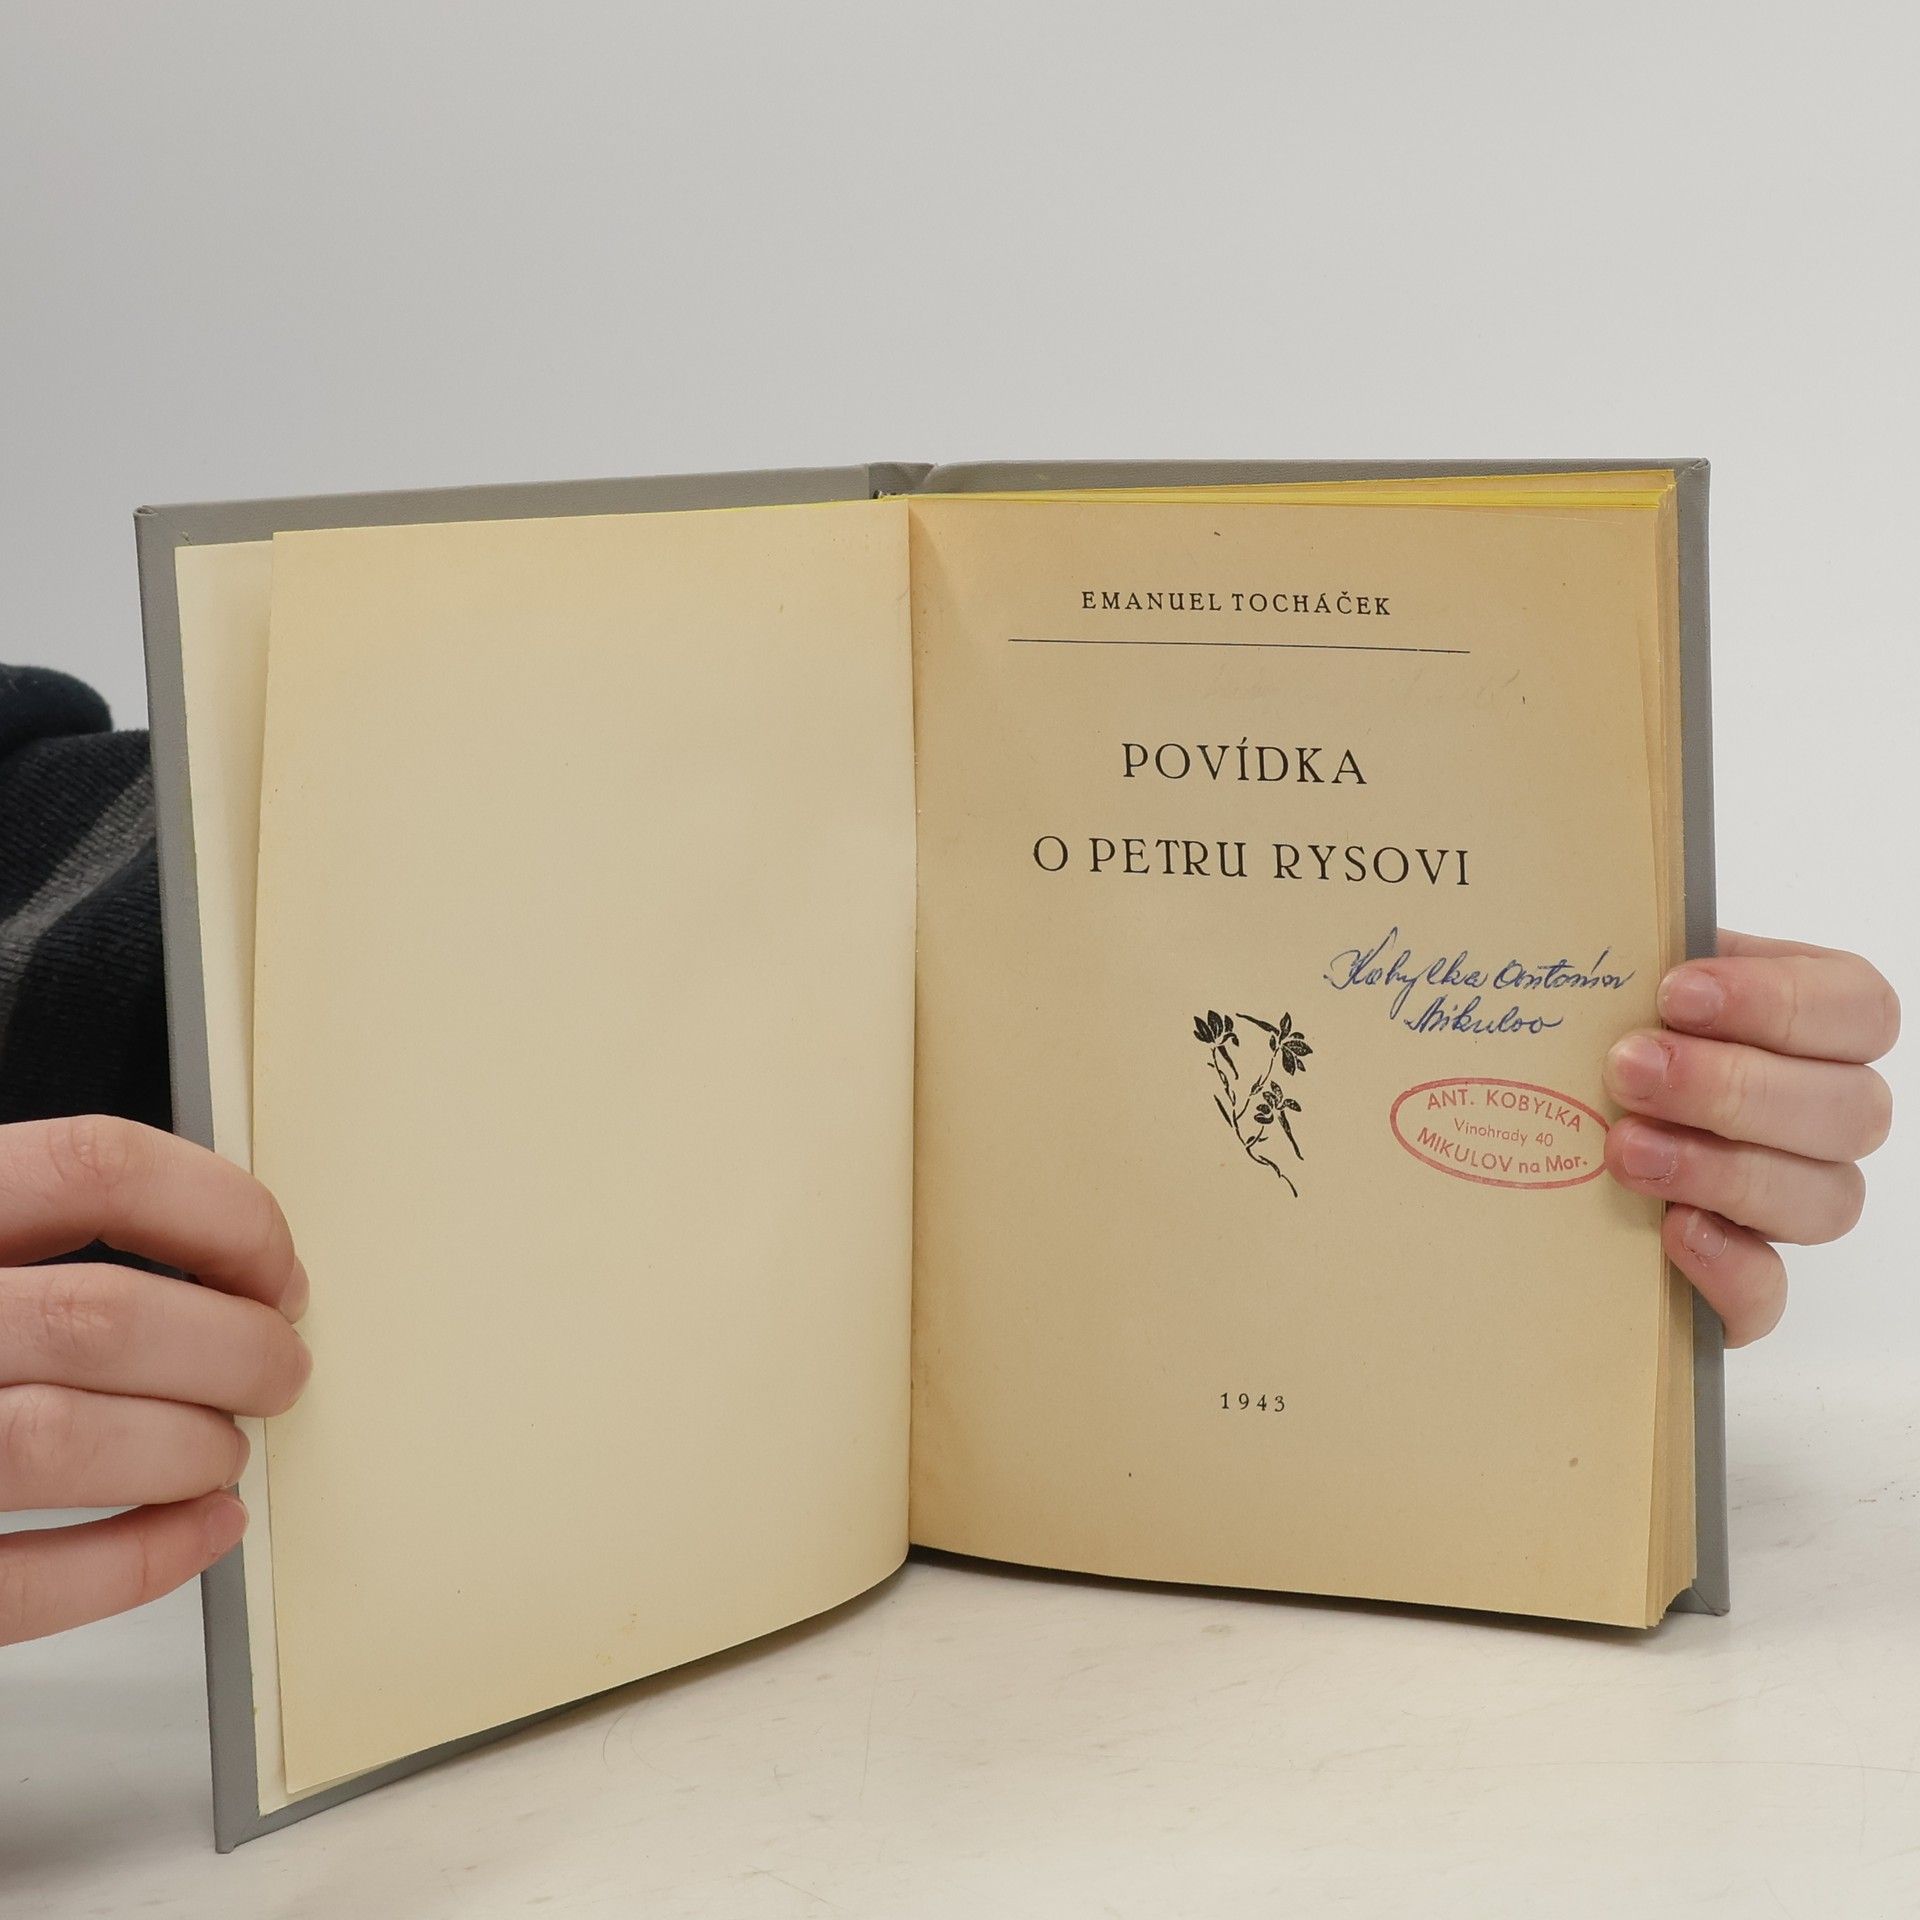 EMANUEL TOCHÁČEK
POVÍDKA
O PETRU RYSOVI
Kobylka Antonín
Mikulov
ANT. KOBYLKA
Vinohrady 40
MIKULOV na Mor.
1943